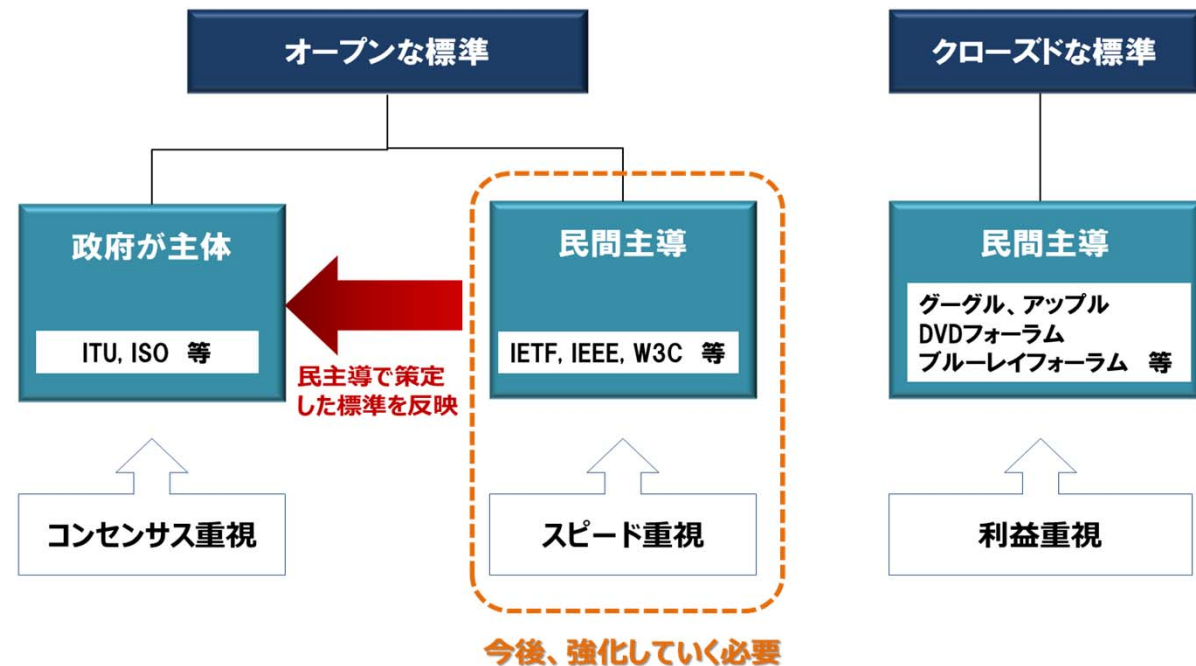 オープンな標準
クローズドな標準
政府が主体
ITU, ISO 等
民主導で策定
した標準を反映
民間主導
IETF, IEEE, W3C 等
民間主導
グーグル、アップル
DVDフォーラム
ブルーレイフォーラム 等
コンセンサス重視
スピード重視
利益重視
今後、強化していく必要